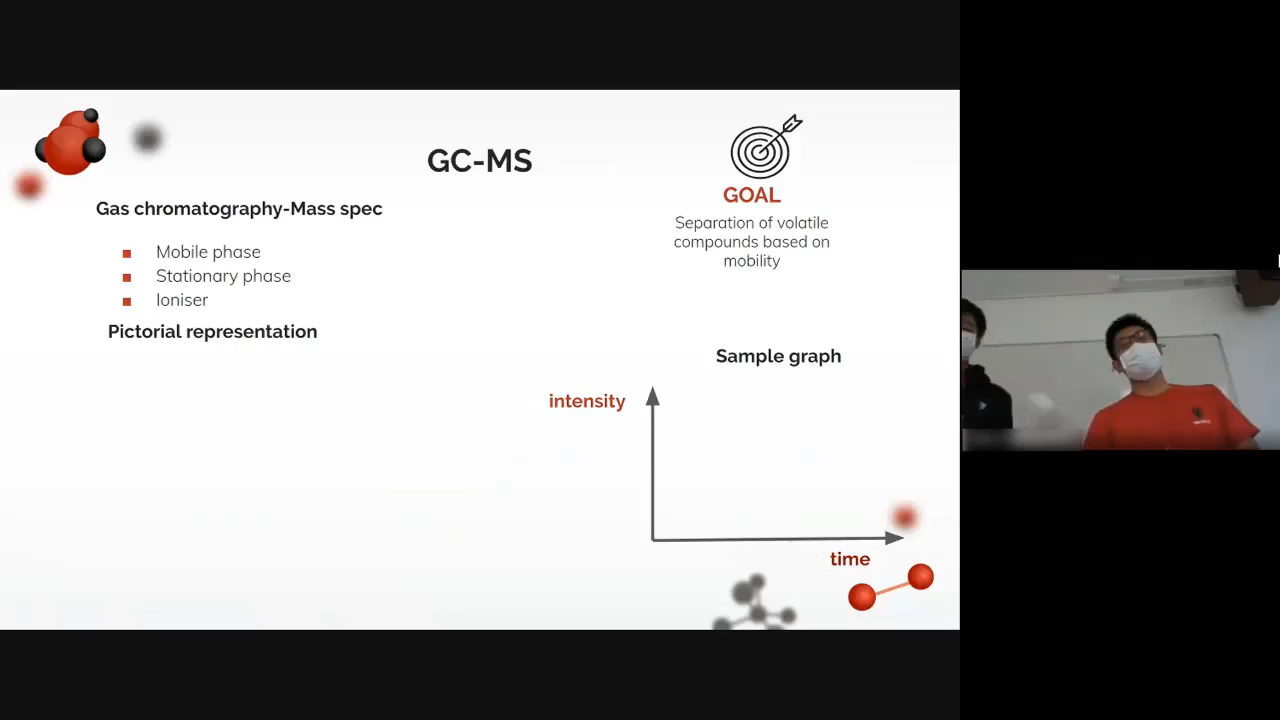 GC-MS
Gas chromatography-Mass spec
Mobile phase
Stationary phase
Ioniser
Pictorial representation
GOAL
Separation of volatile
compounds based on
mobility
Sample graph
intensity
time